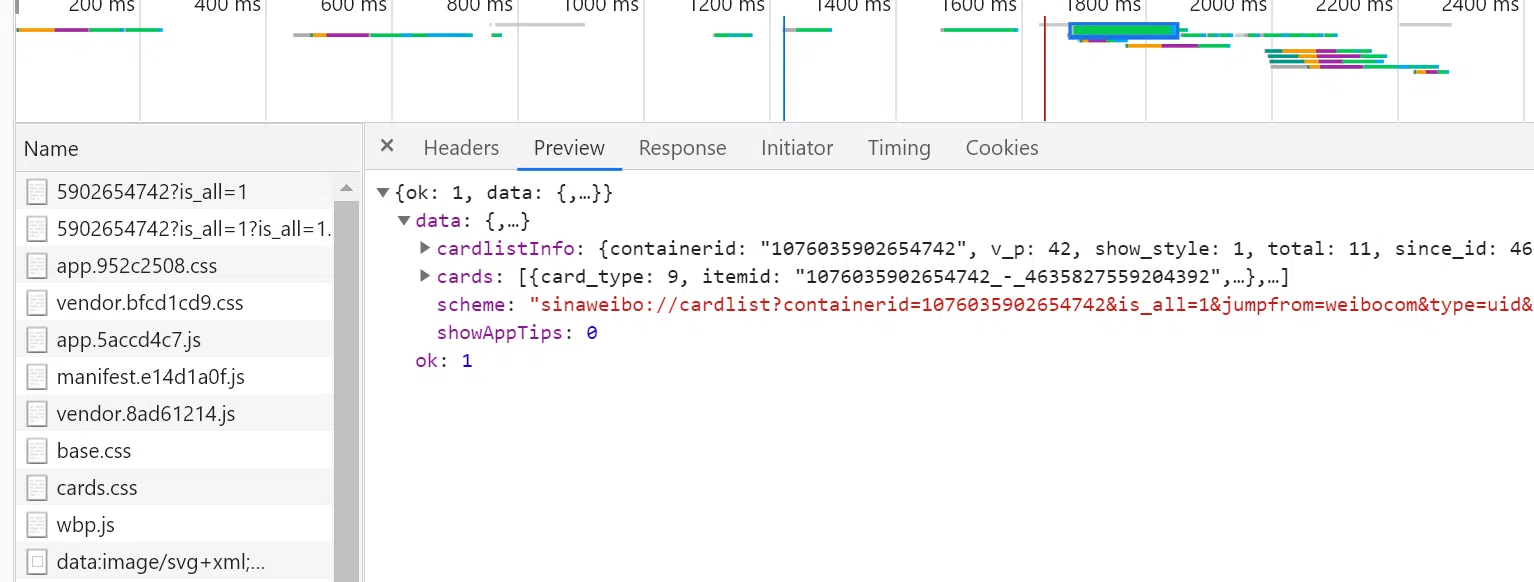 200 ms 400 ms 600 ms 800 ms 1000 ms 1200 ms 1400 ms 1600 ms 1800 ms 2000 ms 2200 ms 2400 ms
Name
× Headers Preview Response Initiator Timing Cookies
5902654742?is_all=1
5902654742?is_all=1?is_all=1.
app.952c2508.css
vendor.bfcd1cd9.css
app.5accd4c7.js
manifest.e14d1a0f.js
vendor.8ad61214.js
base.css
cards.css
wbp.js
data:image/svg+xml;…
▼{ok: 1, data: {,…}}
▼data: {,…}
▶cardlistInfo: {containerid: "1076035902654742", v_p: 42, show_style: 1, total: 11, since_id: 46
▶cards: [{card_type: 9, itemid: "1076035902654742_-_4635827559204392",…},…]
scheme: "sinaweibo://cardlist?containerid=1076035902654742&is_all=1&jumpfrom=weibocom&type=uid&
showAppTips: 0
ok: 1